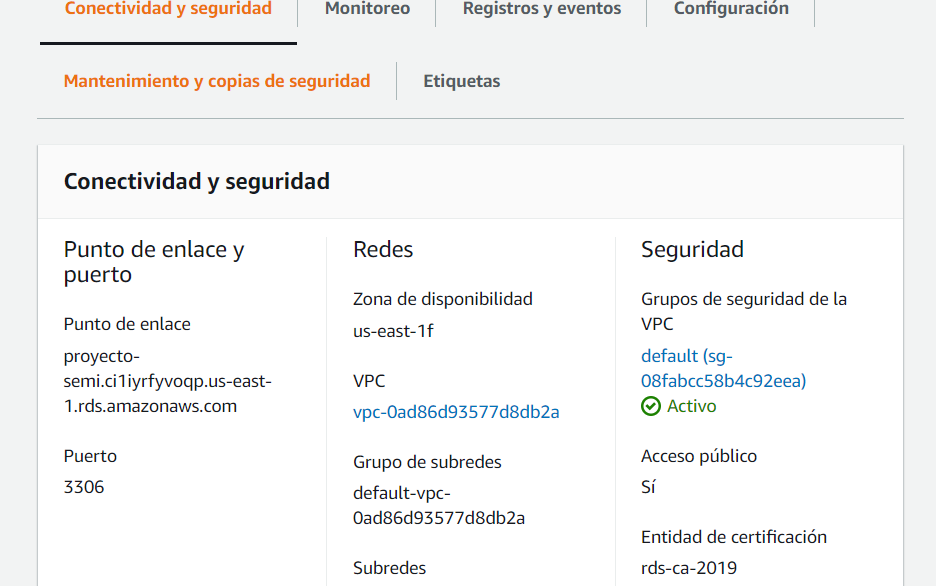 Conectividad y seguridad
Monitoreo
Registros y eventos
Configuración
Mantenimiento y copias de seguridad
Etiquetas
Conectividad y seguridad
Punto de enlace y
puerto
Punto de enlace
proyecto-
semi.ci1iyrfyvoqp.us-east-
1.rds.amazonaws.com
Puerto
3306
Redes
Zona de disponibilidad
us-east-1f
VPC
vpc-0ad86d93577d8db2a
Grupo de subredes
default-vpc-
0ad86d93577d8db2a
Subredes
Seguridad
Grupos de seguridad de la
VPC
default (sg-
08fabcc58b4c92eea)
Activo
Acceso público
Sí
Entidad de certificación
rds-ca-2019